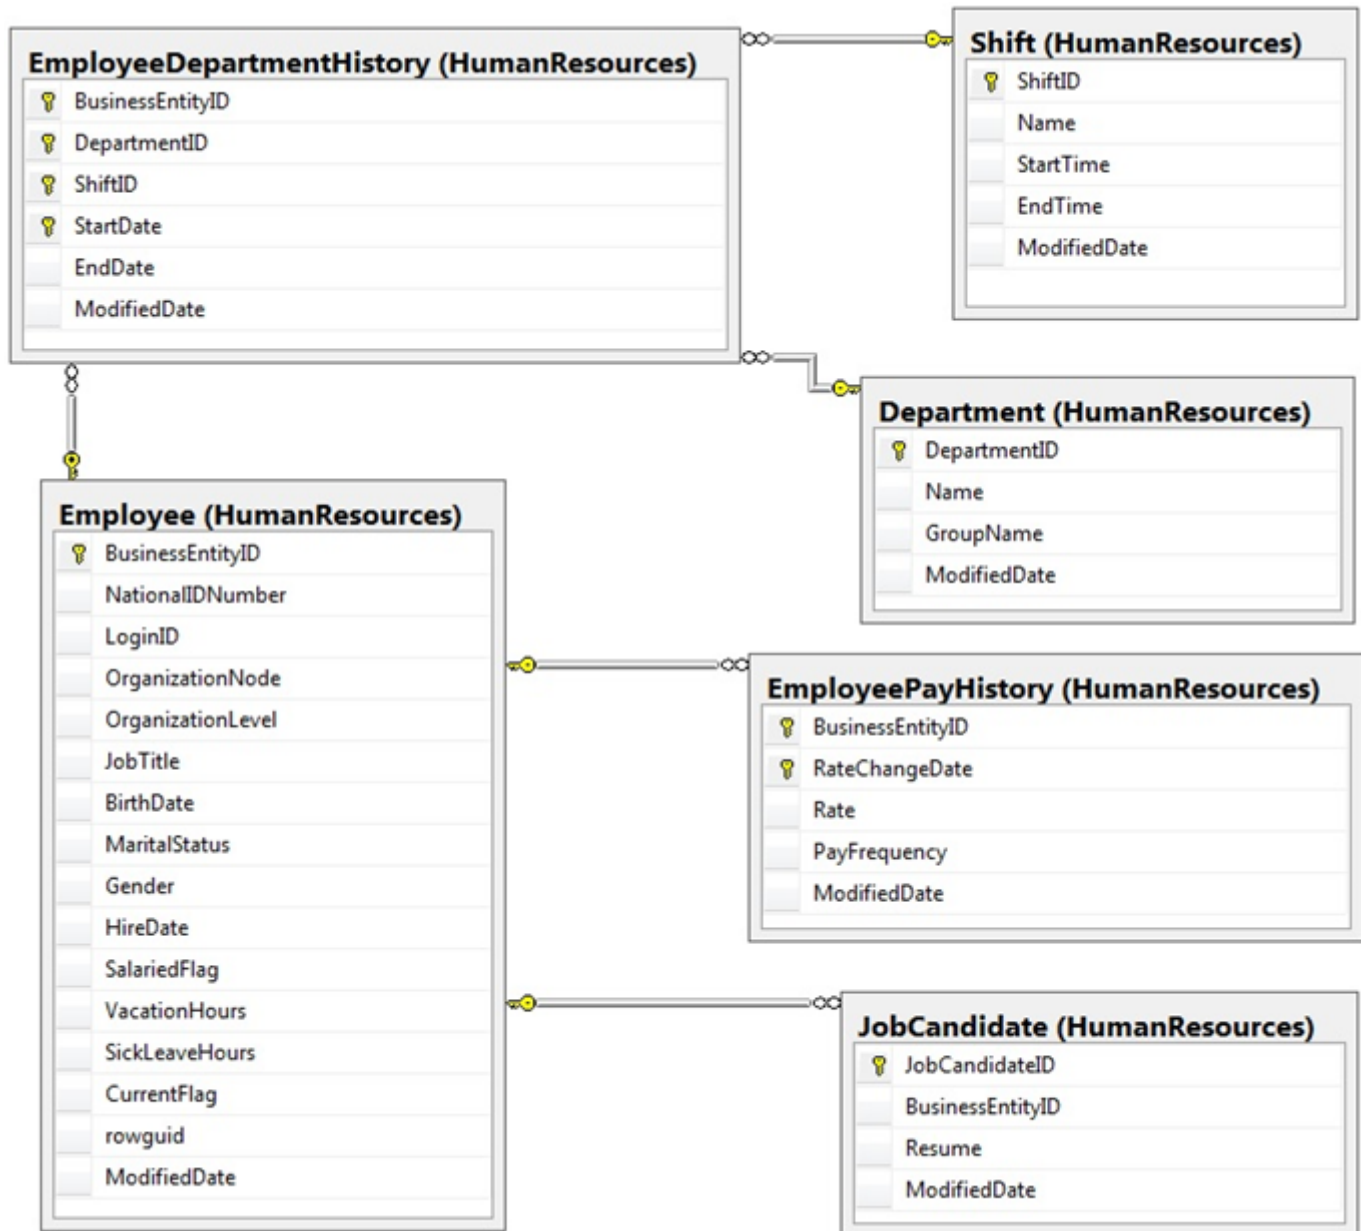 EmployeeDepartmentHistory (HumanResources)
BusinessEntityID
DepartmentID
ShiftID
StartDate
EndDate
ModifiedDate
Shift (HumanResources)
ShiftID
Name
StartTime
EndTime
ModifiedDate
Department (HumanResources)
DepartmentID
Name
GroupName
ModifiedDate
Employee (HumanResources)
BusinessEntityID
NationalIDNumber
LoginID
OrganizationNode
OrganizationLevel
JobTitle
BirthDate
MaritalStatus
Gender
HireDate
SalariedFlag
VacationHours
SickLeaveHours
CurrentFlag
rowguid
ModifiedDate
EmployeePayHistory (HumanResources)
BusinessEntityID
RateChangeDate
Rate
PayFrequency
ModifiedDate
JobCandidate (HumanResources)
JobCandidateID
BusinessEntityID
Resume
ModifiedDate